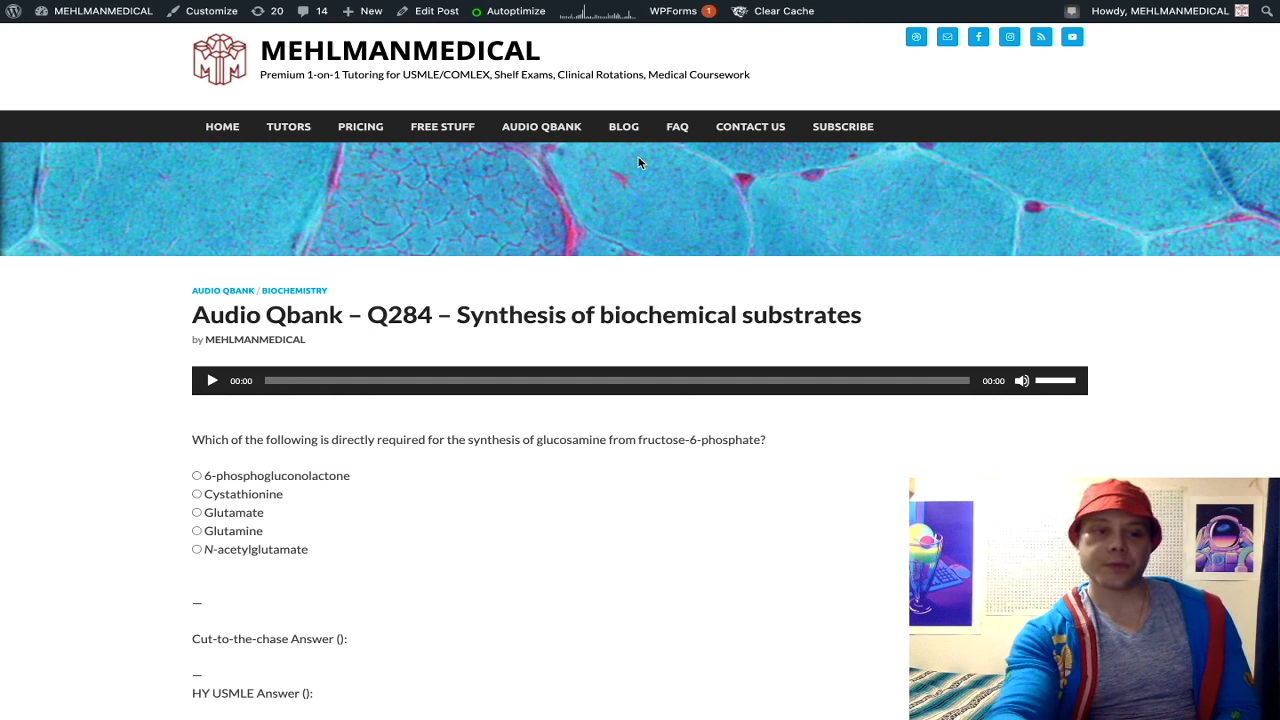 MEHLMANMEDICAL Customize 20 14 New Edit Post Autoptimize WPForms 1 Clear Cache Howdy, MEHLMANMEDICAL
MEHLMANMEDICAL
Premium 1-on-1 Tutoring for USMLE/COMLEX, Shelf Exams, Clinical Rotations, Medical Coursework
HOME TUTORS PRICING FREE STUFF AUDIO QBANK BLOG FAQ CONTACT US SUBSCRIBE
AUDIO QBANK / BIOCHEMISTRY
Audio Qbank – Q284 – Synthesis of biochemical substrates
by MEHLMANMEDICAL
00:00 00:00
Which of the following is directly required for the synthesis of glucosamine from fructose-6-phosphate?
6-phosphogluconolactone
Cystathionine
Glutamate
Glutamine
N-acetylglutamate
—
Cut-to-the-chase Answer ():
—
HY USMLE Answer ():